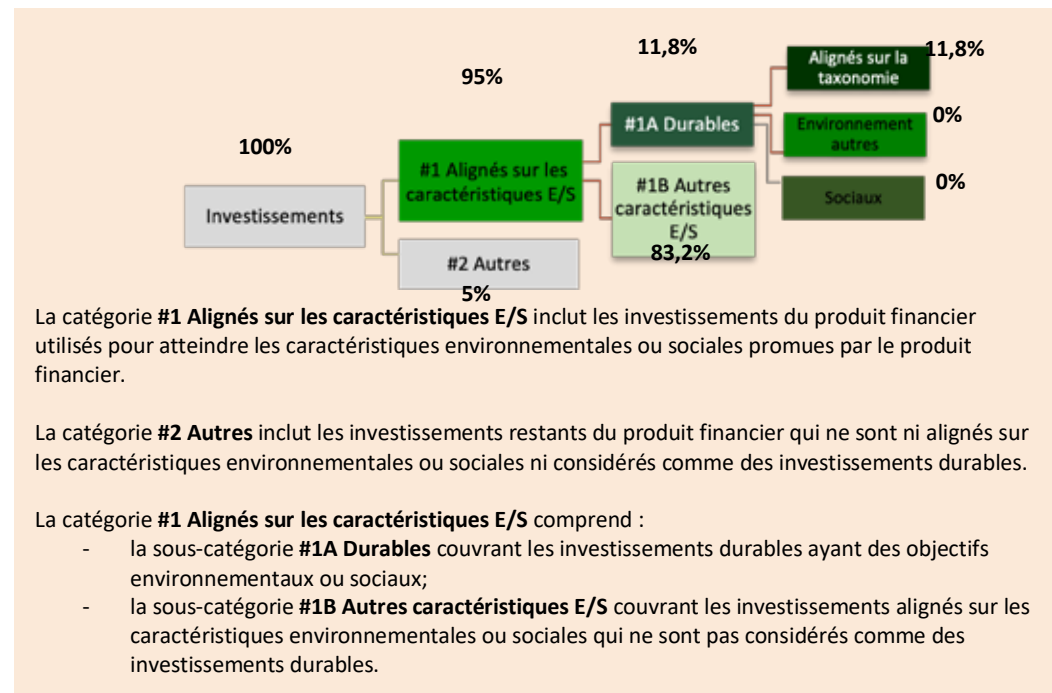 11,8%
11,8%
Alignés sur la
taxonomie
95%
#1A Durables
0%
Environnement
autres
100%
#1 Alignés sur les
caractéristiques E/S
#1B Autres
caractéristiques
E/S
83,2%
0%
Sociaux
Investissements
#2 Autres
5%
La catégorie #1 Alignés sur les caractéristiques E/S inclut les investissements du produit financier
utilisés pour atteindre les caractéristiques environnementales ou sociales promues par le produit
financier.
La catégorie #2 Autres inclut les investissements restants du produit financier qui ne sont ni alignés sur
les caractéristiques environnementales ou sociales ni considérés comme des investissements durables.
La catégorie #1 Alignés sur les caractéristiques E/S comprend :
- la sous-catégorie #1A Durables couvrant les investissements durables ayant des objectifs
environnementaux ou sociaux;
- la sous-catégorie #1B Autres caractéristiques E/S couvrant les investissements alignés sur les
caractéristiques environnementales ou sociales qui ne sont pas considérés comme des
investissements durables.